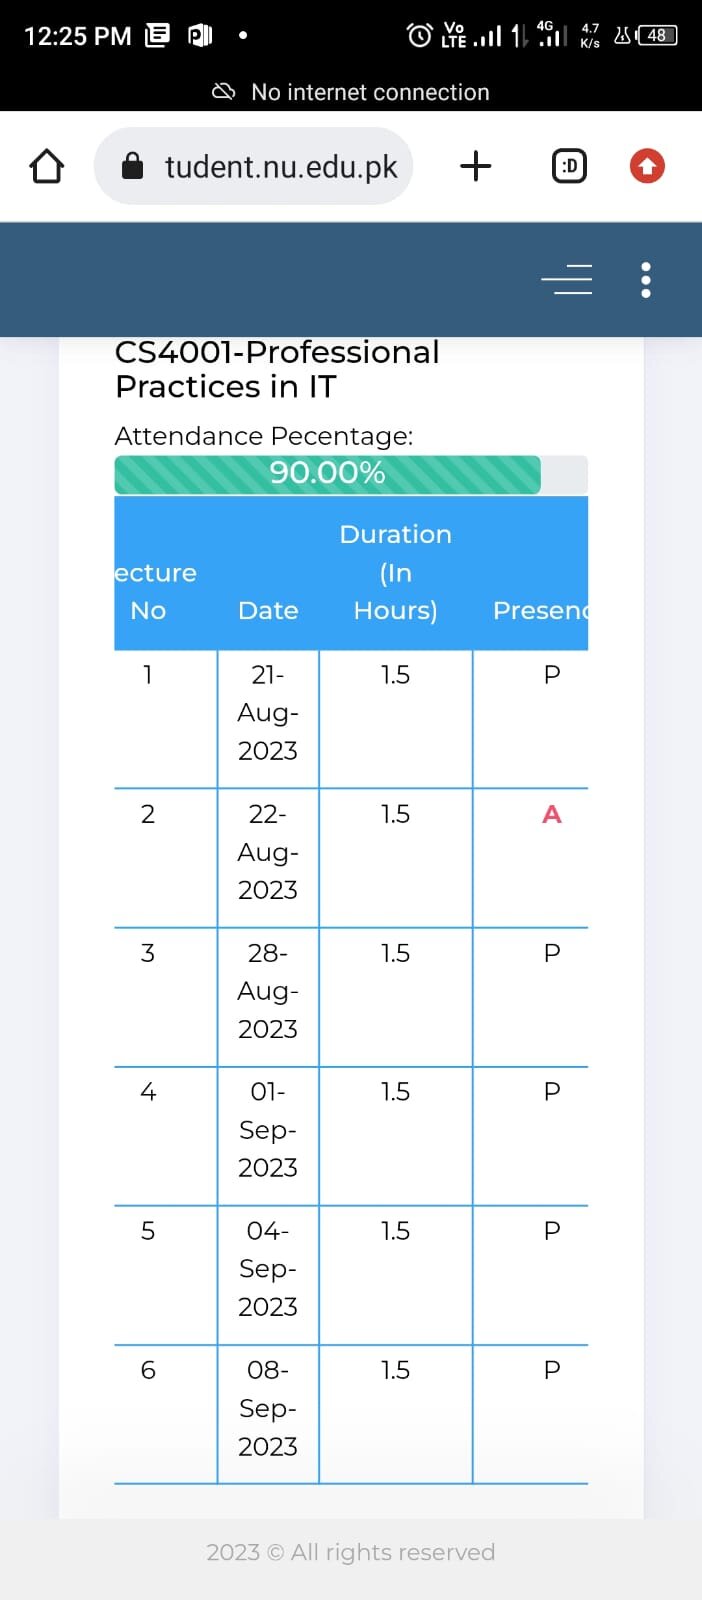 12:25 PM
Vo LTE 4G 4.7 K/s 48
No internet connection
tudent.nu.edu.pk
:D
CS4001-Professional
Practices in IT
Attendance Pecentage:
90.00%
ecture No Date Duration (In Hours) Presenc
1 21-Aug-2023 1.5 P
2 22-Aug-2023 1.5 A
3 28-Aug-2023 1.5 P
4 01-Sep-2023 1.5 P
5 04-Sep-2023 1.5 P
6 08-Sep-2023 1.5 P
2023 © All rights reserved